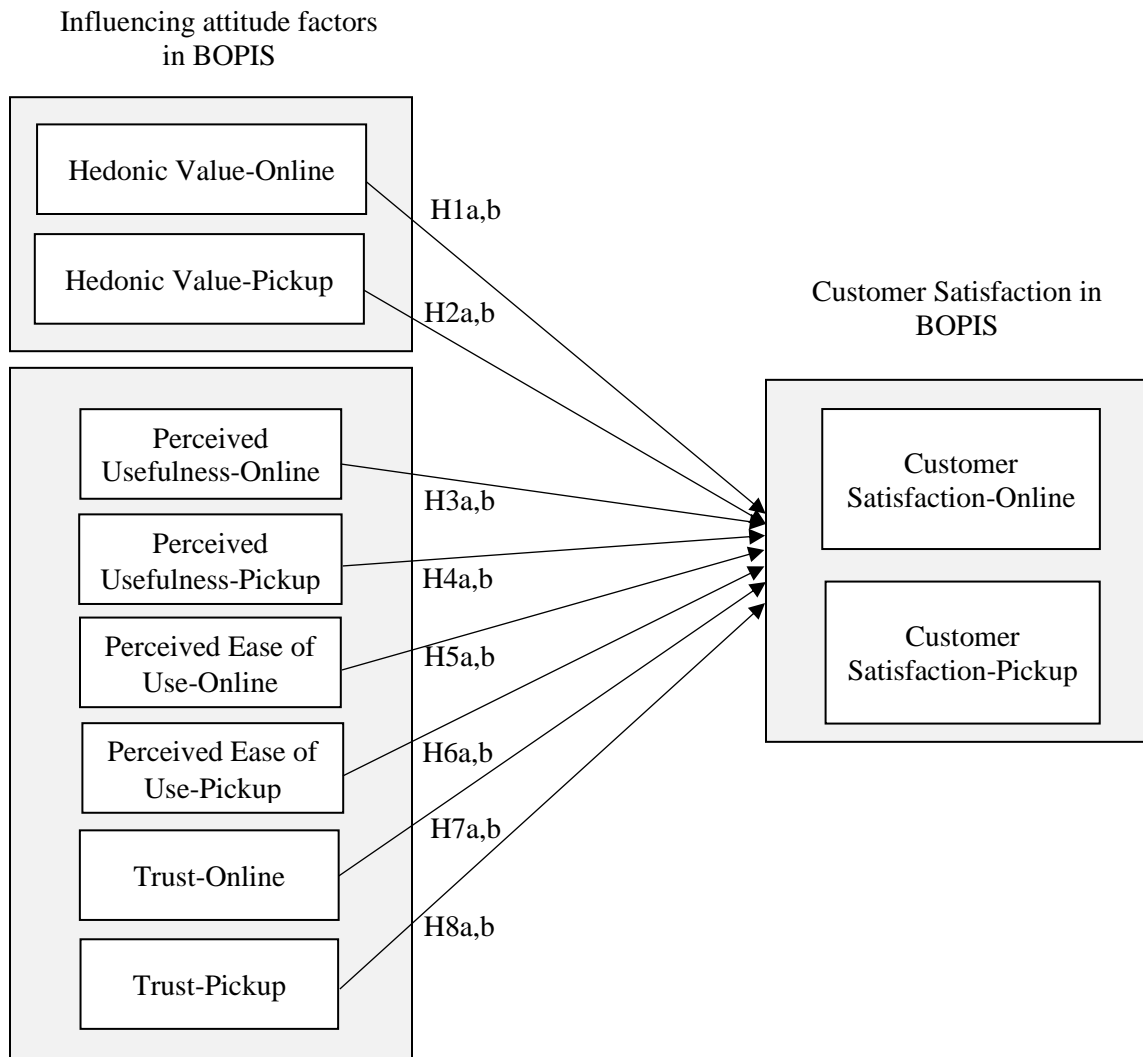 Influencing attitude factors
in BOPIS
Hedonic Value-Online
Hedonic Value-Pickup
Perceived
Usefulness-Online
Perceived
Usefulness-Pickup
Perceived Ease of
Use-Online
Perceived Ease of
Use-Pickup
Trust-Online
Trust-Pickup
H1a,b
H2a,b
H3a,b
H4a,b
H5a,b
H6a,b
H7a,b
H8a,b
Customer Satisfaction in
BOPIS
Customer
Satisfaction-Online
Customer
Satisfaction-Pickup